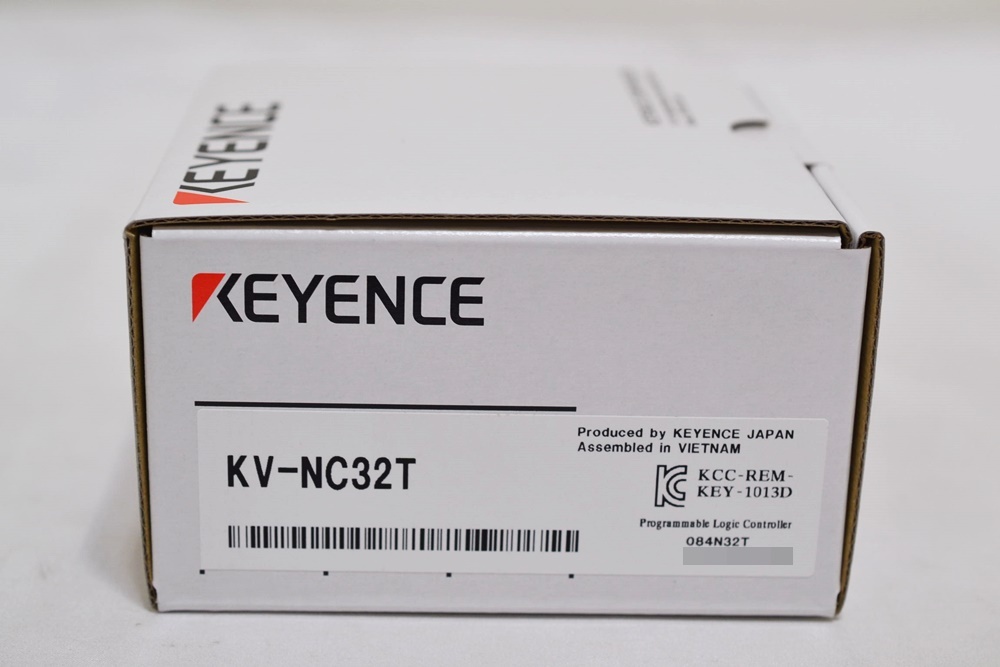 KEYENCE
KEYENCE
Produced by KEYENCE JAPAN
Assembled in VIETNAM
KV-NC32T
KCC-REM-
KEY-1013D
Programmable Logic Controller
084N32T